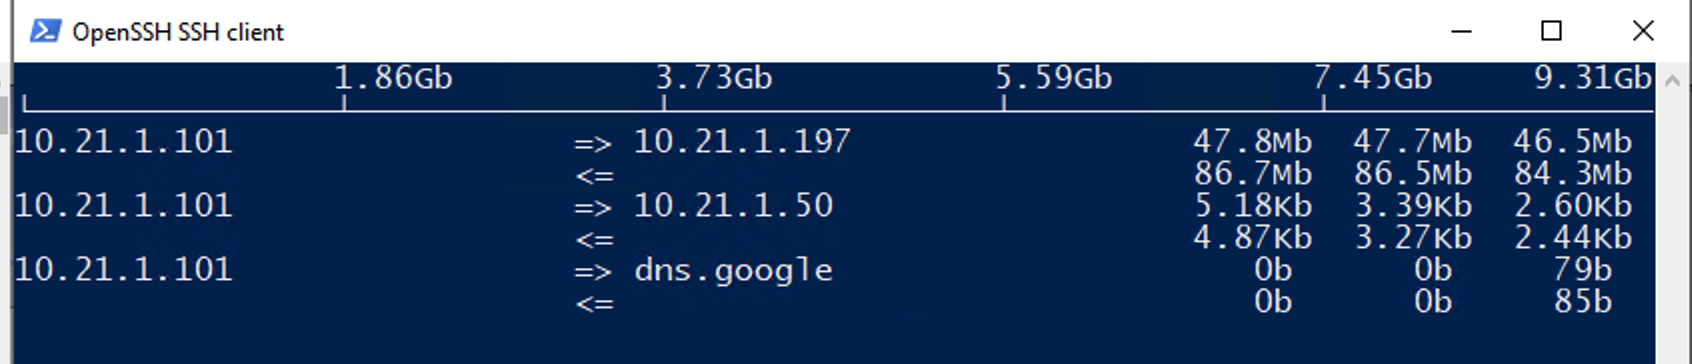 OpenSSH SSH client
1.86Gb 3.73Gb 5.59Gb 7.45Gb 9.31Gb
10.21.1.101 => 10.21.1.197 47.8Mb 47.7Mb 46.5Mb
<= 86.7Mb 86.5Mb 84.3Mb
10.21.1.101 => 10.21.1.50 5.18Kb 3.39Kb 2.60Kb
<= 4.87Kb 3.27Kb 2.44Kb
10.21.1.101 => dns.google 0b 0b 79b
<= 0b 0b 85b